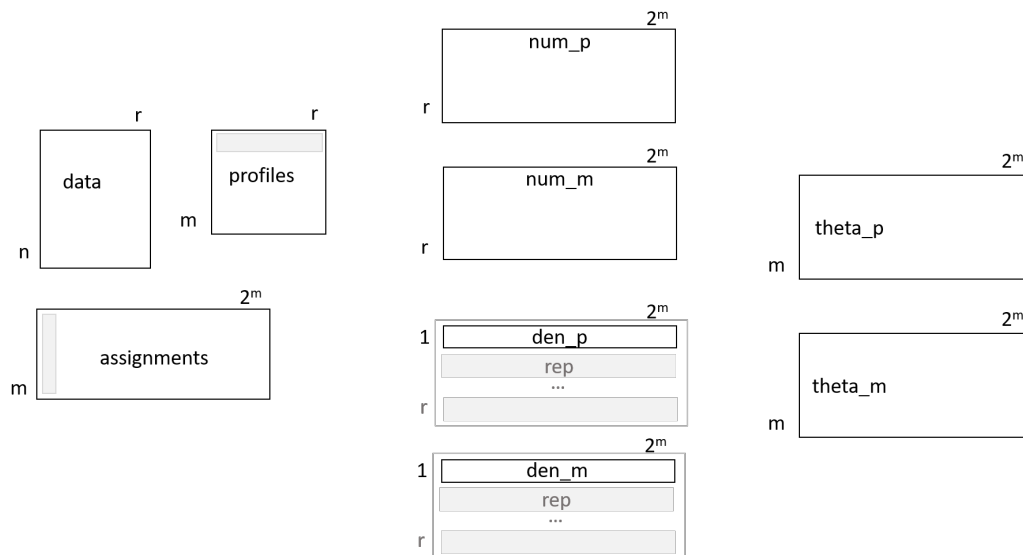 2ᵐ
num_p
r
r
r
data
profiles
m
n
2ᵐ
num_m
r
2ᵐ
theta_p
m
2ᵐ
assignments
m
2ᵐ
1
den_p
rep
...
r
2ᵐ
theta_m
m
2ᵐ
1
den_m
rep
...
r